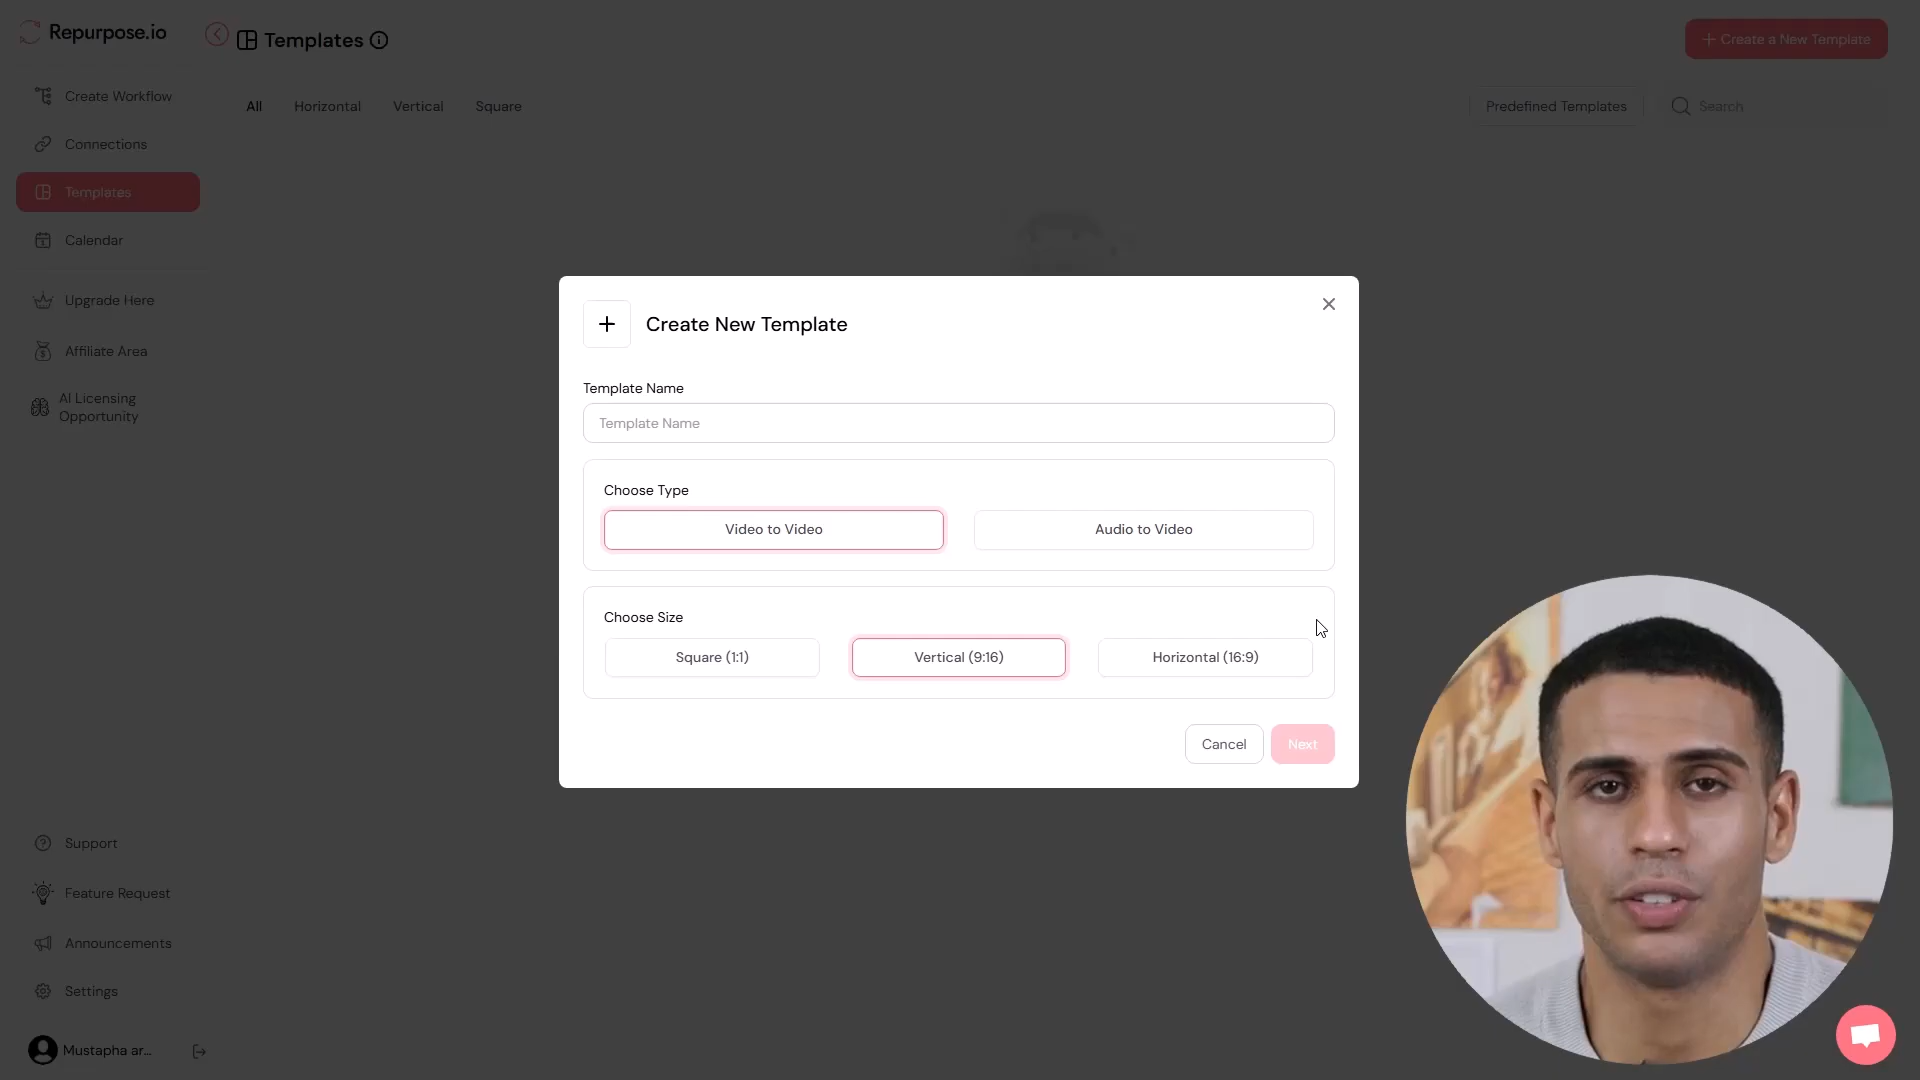 Repurpose.io
Templates
+ Create a New Template
Create Workflow
Connections
Templates
Calendar
Upgrade Here
Affiliate Area
AI Licensing
Opportunity
All
Horizontal
Vertical
Square
Predefined Templates
Search
Create New Template
Template Name
Template Name
Choose Type
Video to Video
Audio to Video
Choose Size
Square (1:1)
Vertical (9:16)
Horizontal (16:9)
Cancel
Next
Support
Feature Request
Announcements
Settings
Mustapha ar...